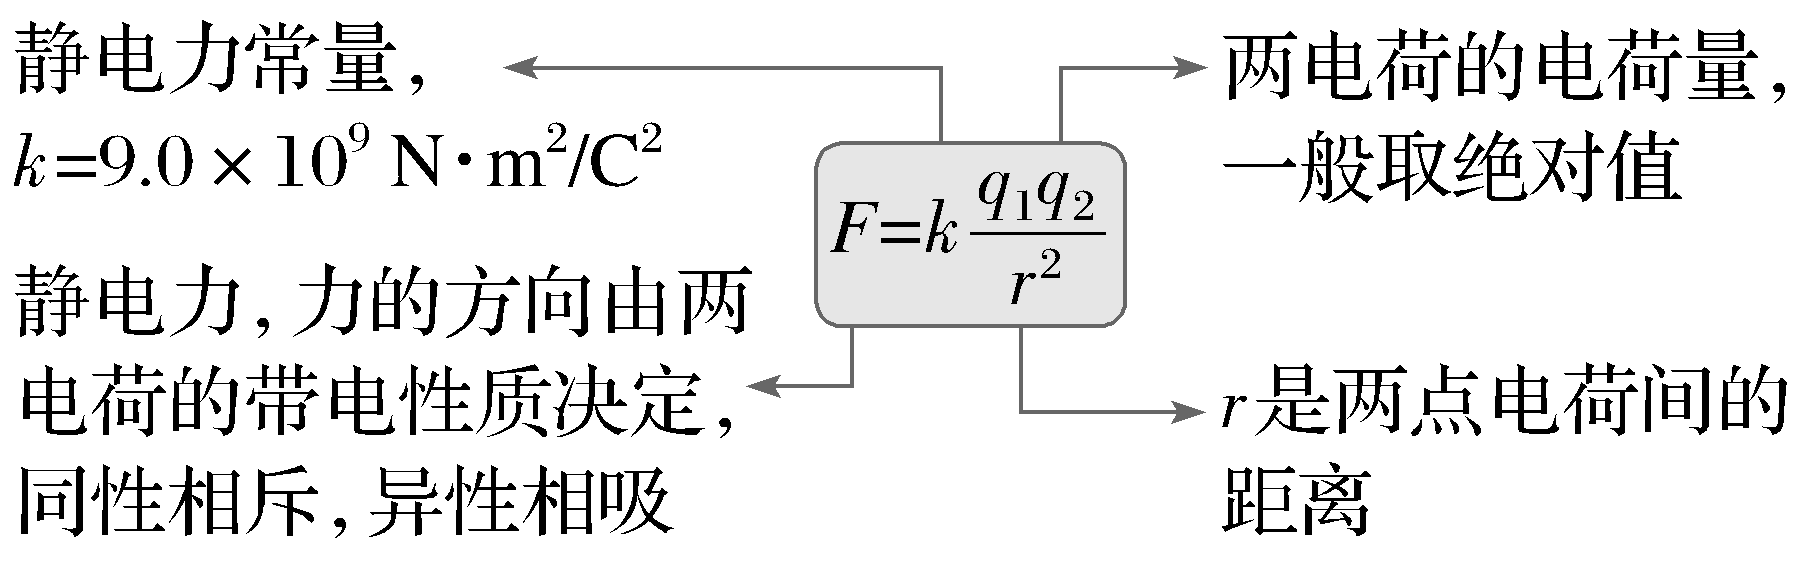 静电力常量,
k=9.0×10⁹ N·m²/C²
两电荷的电荷量,
一般取绝对值
F=k q₁q₂/r²
静电力,力的方向由两
电荷的带电性质决定,
同性相斥,异性相吸
r是两点电荷间的
距离